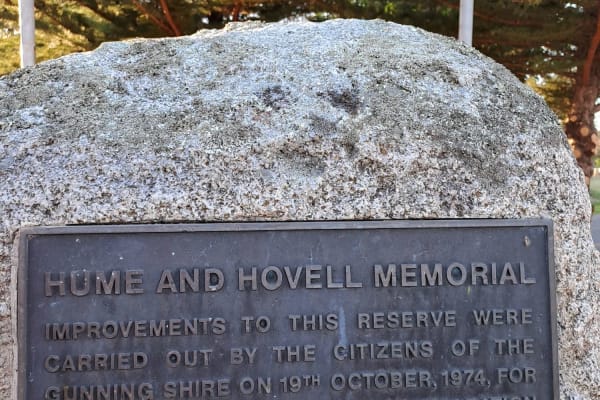 HUME AND HOVELL MEMORIAL
IMPROVEMENTS TO THIS RESERVE WERE
CARRIED OUT BY THE CITIZENS OF THE
GUNNING SHIRE ON 19TH OCTOBER, 1974, FOR